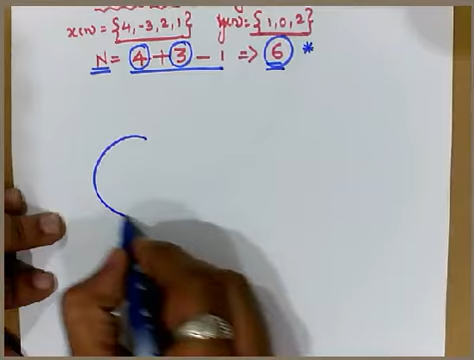 x(n) = {4, -3, 2, 1} y(n) = {1, 0, 2}
N = 4 + 3 - 1 => 6 *